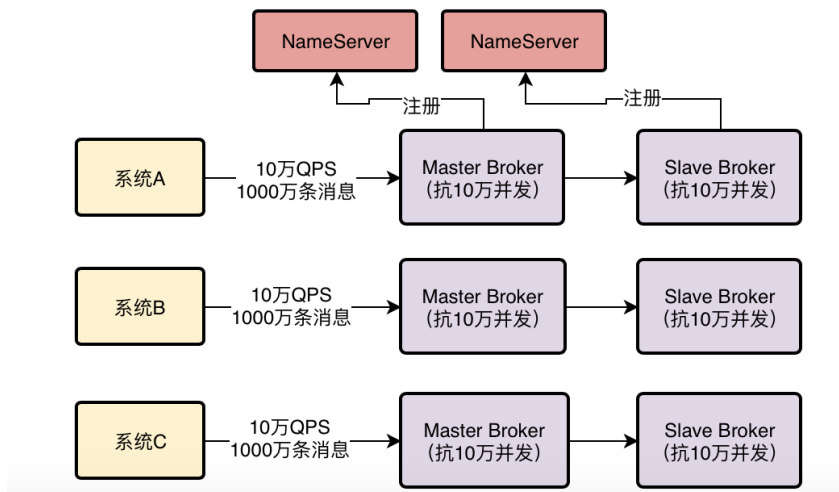 NameServer
NameServer
注册
注册
系统A
10万QPS
1000万条消息
Master Broker
（抗10万并发）
Slave Broker
（抗10万并发）
系统B
10万QPS
1000万条消息
Master Broker
（抗10万并发）
Slave Broker
（抗10万并发）
系统C
10万QPS
1000万条消息
Master Broker
（抗10万并发）
Slave Broker
（抗10万并发）